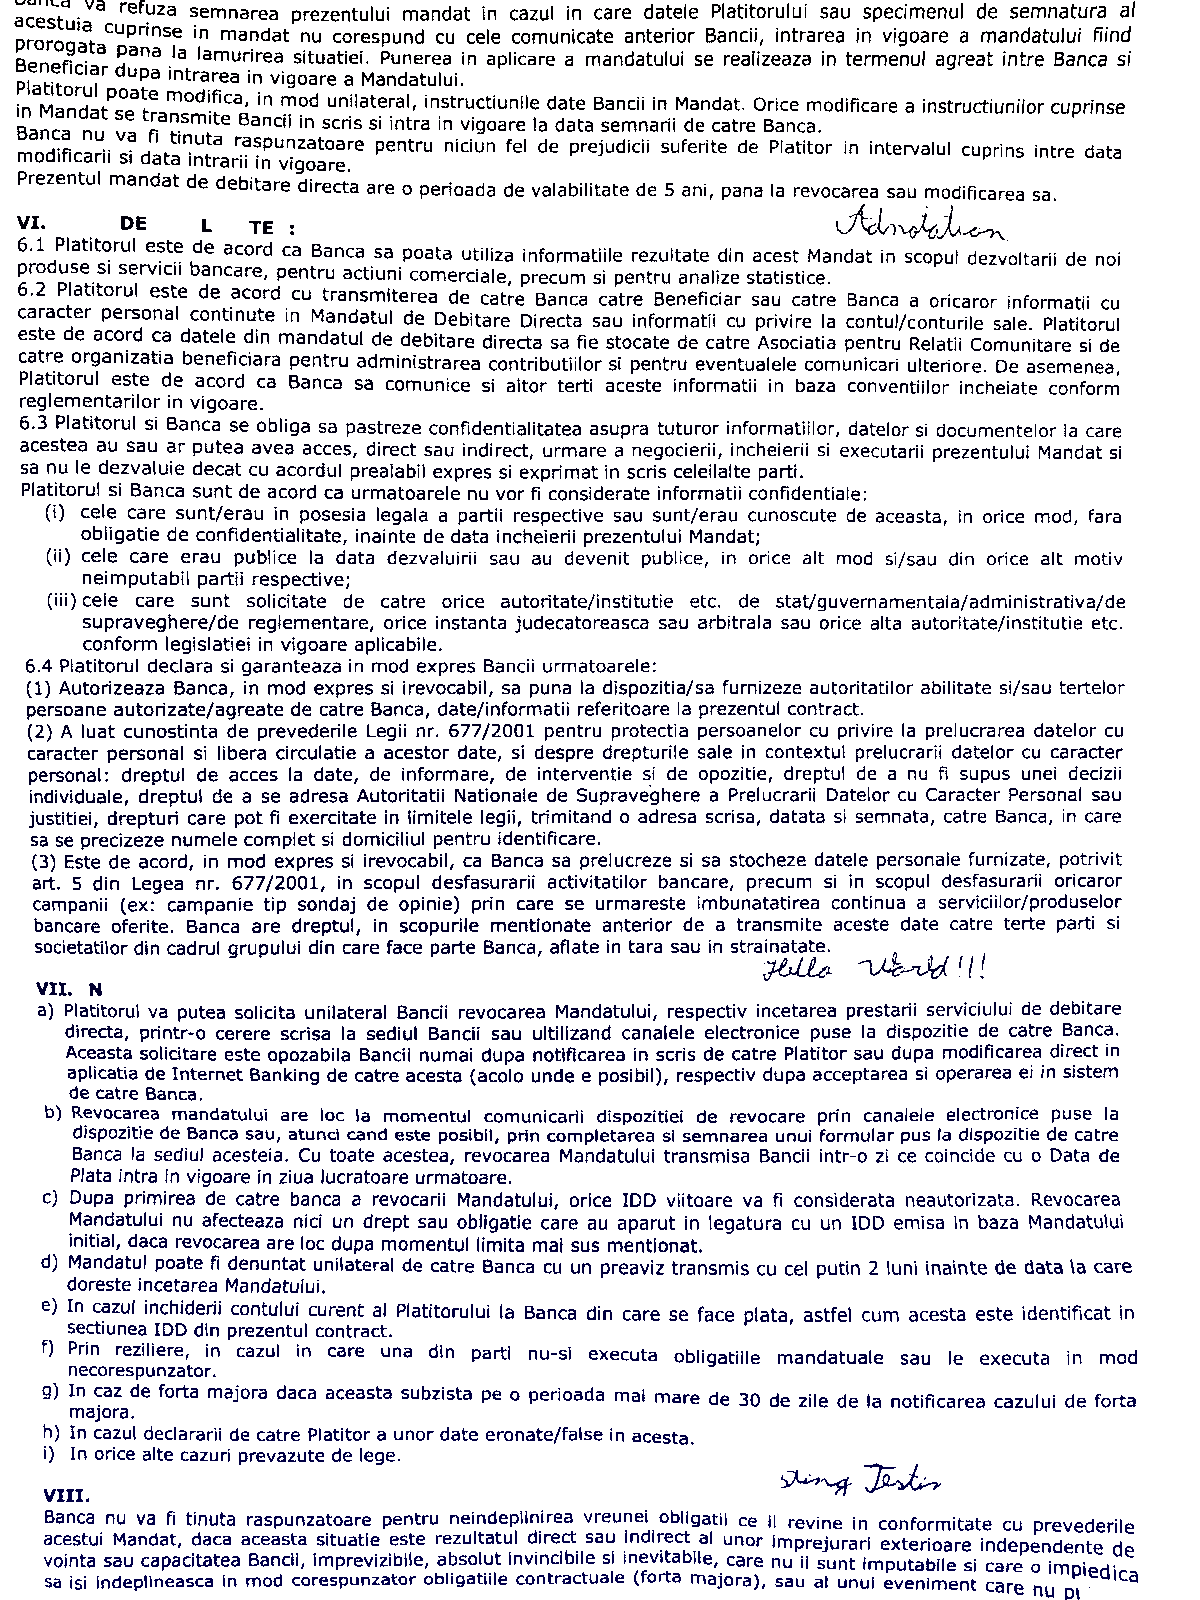 Banca va refuza semnarea prezentului mandat in cazul in care datele Platitorului sau specimenul de semnatura al
acestuia cuprinse in mandat nu corespund cu cele comunicate anterior Bancii, intrarea in vigoare a mandatului fiind
prorogata pana la lamurirea situatiei. Punerea in aplicare a mandatului se realizeaza in termenul agreat intre Banca si
Beneficiar dupa intrarea in vigoare a Mandatului.
Platitorul poate modifica, in mod unilateral, instructiunile date Bancii in Mandat. Orice modificare a instructiunilor cuprinse
in Mandat se transmite Bancii in scris si intra in vigoare la data semnarii de catre Banca.
Banca nu va fi tinuta raspunzatoare pentru niciun fel de prejudicii suferite de Platitor in intervalul cuprins intre data
modificarii si data intrarii in vigoare.
Prezentul mandat de debitare directa are o perioada de valabilitate de 5 ani, pana la revocarea sau modificarea sa.
Adnotation
VI. DE L TE :
6.1 Platitorul este de acord ca Banca sa poata utiliza informatiile rezultate din acest Mandat in scopul dezvoltarii de noi
produse si servicii bancare, pentru actiuni comerciale, precum si pentru analize statistice.
6.2 Platitorul este de acord cu transmiterea de catre Banca catre Beneficiar sau catre Banca a oricaror informatii cu
caracter personal continute in Mandatul de Debitare Directa sau informatii cu privire la contul/conturile sale. Platitorul
este de acord ca datele din mandatul de debitare directa sa fie stocate de catre Asociatia pentru Relatii Comunitare si de
catre organizatia beneficiara pentru administrarea contributiilor si pentru eventualele comunicari ulteriore. De asemenea,
Platitorul este de acord ca Banca sa comunice si altor terti aceste informatii in baza conventiilor incheiate conform
reglementarilor in vigoare.
6.3 Platitorul si Banca se obliga sa pastreze confidentialitatea asupra tuturor informatiilor, datelor si documentelor la care
acestea au sau ar putea avea acces, direct sau indirect, urmare a negocierii, incheierii si executarii prezentului Mandat si
sa nu le dezvaluie decat cu acordul prealabil expres si exprimat in scris celeilalte parti.
Platitorul si Banca sunt de acord ca urmatoarele nu vor fi considerate informatii confidentiale:
(i) cele care sunt/erau in posesia legala a partii respective sau sunt/erau cunoscute de aceasta, in orice mod, fara
obligatie de confidentialitate, inainte de data incheierii prezentului Mandat;
(ii) cele care erau publice la data dezvaluirii sau au devenit publice, in orice alt mod si/sau din orice alt motiv
neimputabil partii respective;
(iii) cele care sunt solicitate de catre orice autoritate/institutie etc. de stat/guvernamentala/administrativa/de
supraveghere/de reglementare, orice instanta judecatoreasca sau arbitrala sau orice alta autoritate/institutie etc.
conform legislatiei in vigoare aplicabile.
6.4 Platitorul declara si garanteaza in mod expres Bancii urmatoarele:
(1) Autorizeaza Banca, in mod expres si irevocabil, sa puna la dispozitia/sa furnizeze autoritatilor abilitate si/sau tertelor
persoane autorizate/agreate de catre Banca, date/informatii referitoare la prezentul contract.
(2) A luat cunostinta de prevederile Legii nr. 677/2001 pentru protectia persoanelor cu privire la prelucrarea datelor cu
caracter personal si libera circulatie a acestor date, si despre drepturile sale in contextul prelucrarii datelor cu caracter
personal: dreptul de acces la date, de informare, de interventie si de opozitie, dreptul de a nu fi supus unei decizii
individuale, dreptul de a se adresa Autoritatii Nationale de Supraveghere a Prelucrarii Datelor cu Caracter Personal sau
justitiei, drepturi care pot fi exercitate in limitele legii, trimitand o adresa scrisa, datata si semnata, catre Banca, in care
sa se precizeze numele complet si domiciliul pentru identificare.
(3) Este de acord, in mod expres si irevocabil, ca Banca sa prelucreze si sa stocheze datele personale furnizate, potrivit
art. 5 din Legea nr. 677/2001, in scopul desfasurarii activitatilor bancare, precum si in scopul desfasurarii oricaror
campanii (ex: campanie tip sondaj de opinie) prin care se urmareste imbunatatirea continua a serviciilor/produselor
bancare oferite. Banca are dreptul, in scopurile mentionate anterior de a transmite aceste date catre terte parti si
societatilor din cadrul grupului din care face parte Banca, aflate in tara sau in strainatate.
Hello World!!!
VII. N
a) Platitorul va putea solicita unilateral Bancii revocarea Mandatului, respectiv incetarea prestarii serviciului de debitare
directa, printr-o cerere scrisa la sediul Bancii sau ultilizand canalele electronice puse la dispozitie de catre Banca.
Aceasta solicitare este opozabila Bancii numai dupa notificarea in scris de catre Platitor sau dupa modificarea direct in
aplicatia de Internet Banking de catre acesta (acolo unde e posibil), respectiv dupa acceptarea si operarea ei in sistem
de catre Banca.
b) Revocarea mandatului are loc la momentul comunicarii dispozitiei de revocare prin canalele electronice puse la
dispozitie de Banca sau, atunci cand este posibil, prin completarea si semnarea unui formular pus la dispozitie de catre
Banca la sediul acesteia. Cu toate acestea, revocarea Mandatului transmisa Bancii intr-o zi ce coincide cu o Data de
Plata intra in vigoare in ziua lucratoare urmatoare.
c) Dupa primirea de catre banca a revocarii Mandatului, orice IDD viitoare va fi considerata neautorizata. Revocarea
Mandatului nu afecteaza nici un drept sau obligatie care au aparut in legatura cu un IDD emisa in baza Mandatului
initial, daca revocarea are loc dupa momentul limita mai sus mentionat.
d) Mandatul poate fi denuntat unilateral de catre Banca cu un preaviz transmis cu cel putin 2 luni inainte de data la care
doreste incetarea Mandatului.
e) In cazul inchiderii contului curent al Platitorului la Banca din care se face plata, astfel cum acesta este identificat in
sectiunea IDD din prezentul contract.
f) Prin reziliere, in cazul in care una din parti nu-si executa obligatiile mandatuale sau le executa in mod
necorespunzator.
g) In caz de forta majora daca aceasta subzista pe o perioada mai mare de 30 de zile de la notificarea cazului de forta
majora.
h) In cazul declararii de catre Platitor a unor date eronate/false in acesta.
i) In orice alte cazuri prevazute de lege.
Testin
VIII.
Banca nu va fi tinuta raspunzatoare pentru neindeplinirea vreunei obligatii ce ii revine in conformitate cu prevederile
acestui Mandat, daca aceasta situatie este rezultatul direct sau indirect al unor imprejurari exterioare independente de
vointa sau capacitatea Bancii, imprevizibile, absolut invincibile si inevitabile, care nu ii sunt imputabile si care o impiedica
sa isi indeplineasca in mod corespunzator obligatiile contractuale (forta majora), sau al unui eveniment care nu